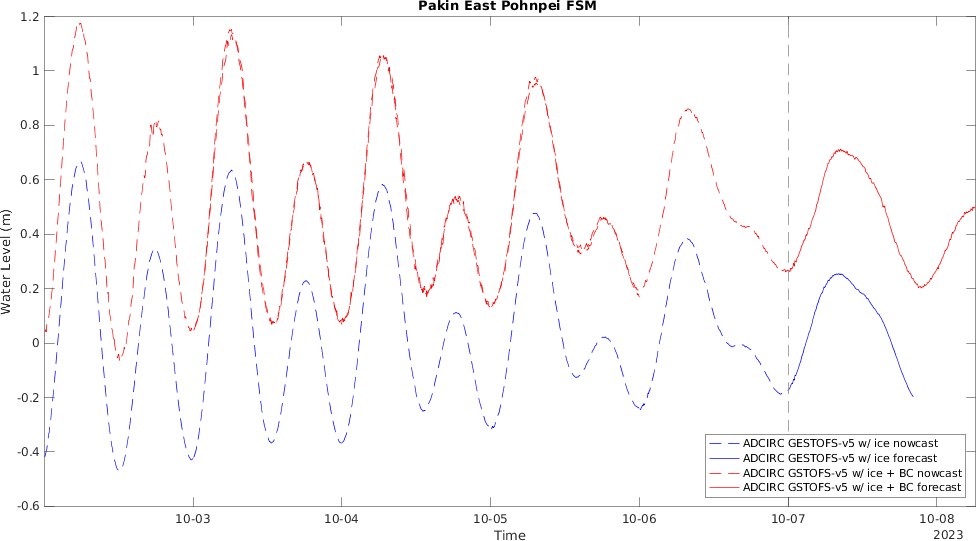 Pakin East Pohnpei FSM
1.2
1
0.8
0.6
0.4
0.2
0
-0.2
-0.4
-0.6
Water Level (m)
10-03
10-04
10-05
10-06
10-07
10-08
Time
2023
ADCIRC GESTOFS-v5 w/ ice nowcast
ADCIRC GESTOFS-v5 w/ ice forecast
ADCIRC GSTOFS-v5 w/ ice + BC nowcast
ADCIRC GSTOFS-v5 w/ ice + BC forecast